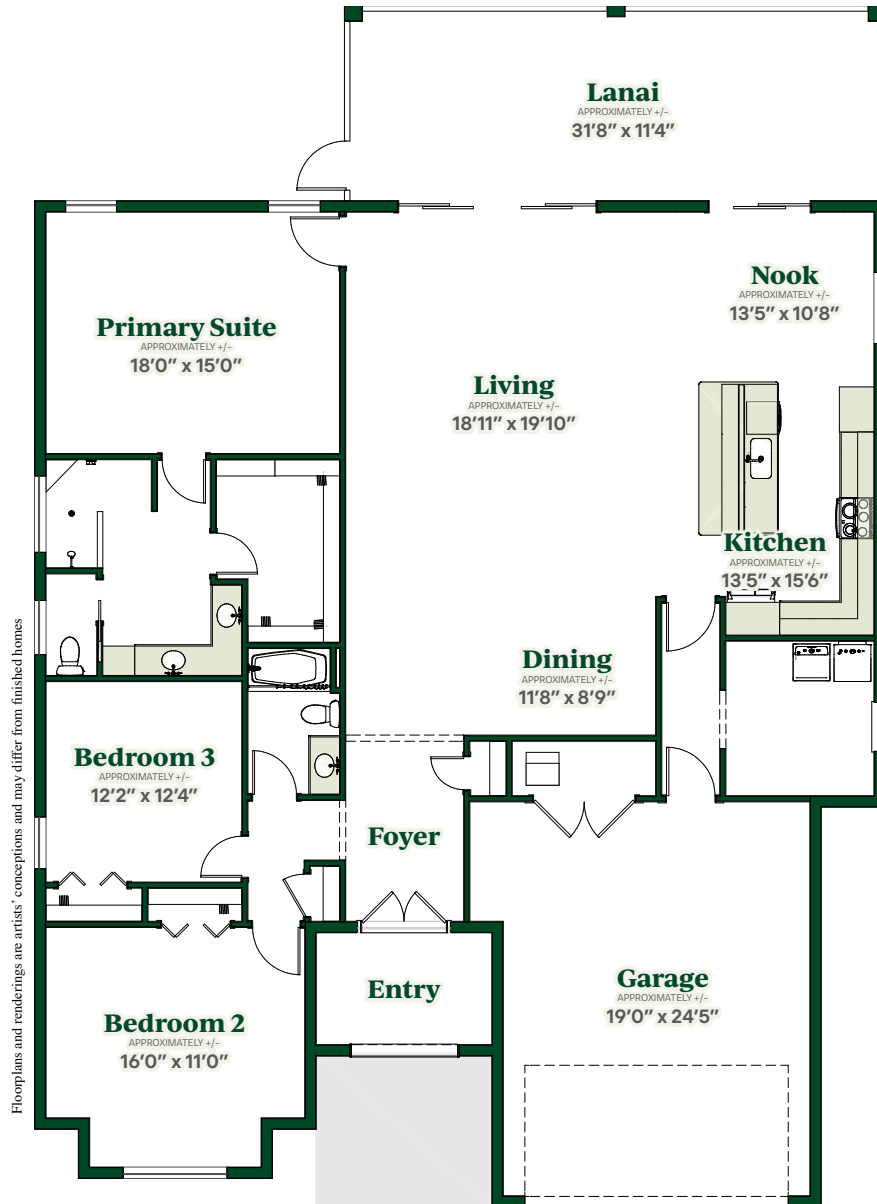 Lanai
APPROXIMATELY +/-
31'8" x 11'4"
Nook
APPROXIMATELY +/-
13'5" x 10'8"
Primary Suite
APPROXIMATELY +/-
18'0" x 15'0"
Living
APPROXIMATELY +/-
18'11" x 19'10"
Kitchen
APPROXIMATELY +/-
13'5" x 15'6"
Dining
APPROXIMATELY +/-
11'8" x 8'9"
Bedroom 3
APPROXIMATELY +/-
12'2" x 12'4"
Foyer
Entry
Garage
APPROXIMATELY +/-
19'0" x 24'5"
Bedroom 2
APPROXIMATELY +/-
16'0" x 11'0"
Floorplans and renderings are artists' conceptions and may differ from finished homes